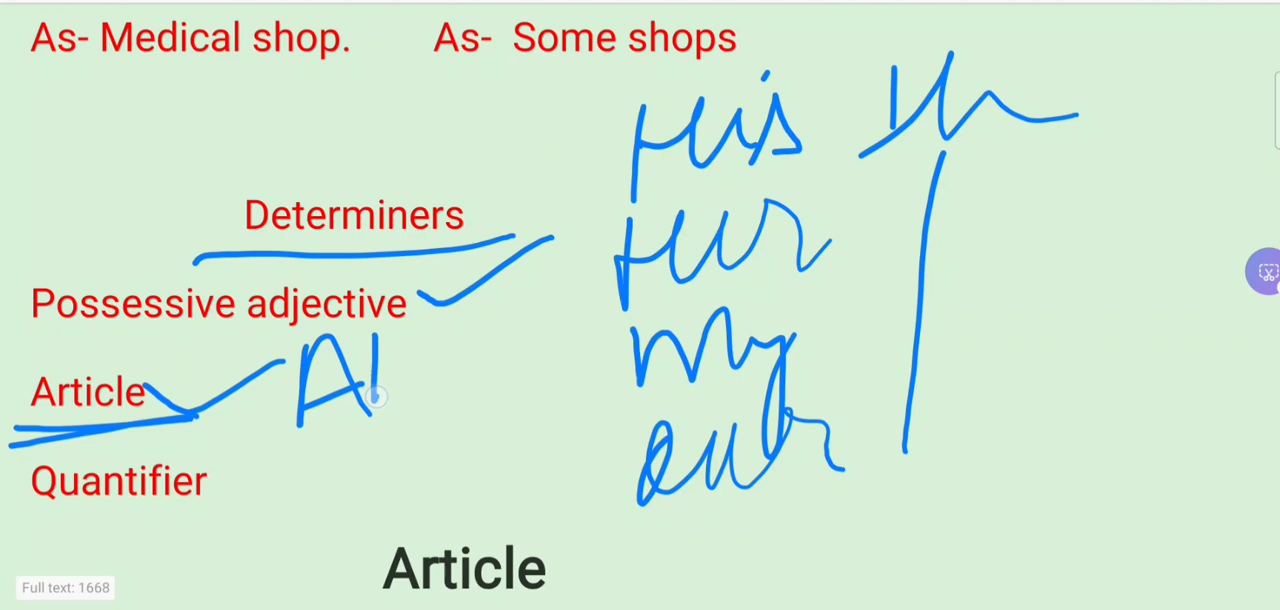 As- Medical shop. As- Some shops
His
Determiners
Her
Possessive adjective
My
Article
our
Quantifier
Article
Full text: 1668